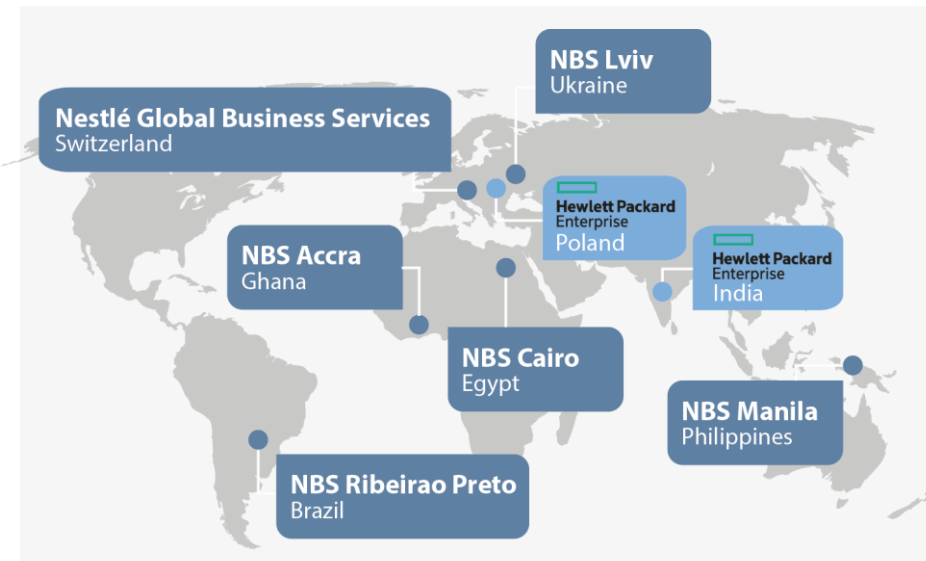 NBS Lviv
Ukraine
Nestlé Global Business Services
Switzerland
Hewlett Packard
Enterprise
Poland
NBS Accra
Ghana
Hewlett Packard
Enterprise
India
NBS Cairo
Egypt
NBS Manila
Philippines
NBS Ribeirao Preto
Brazil